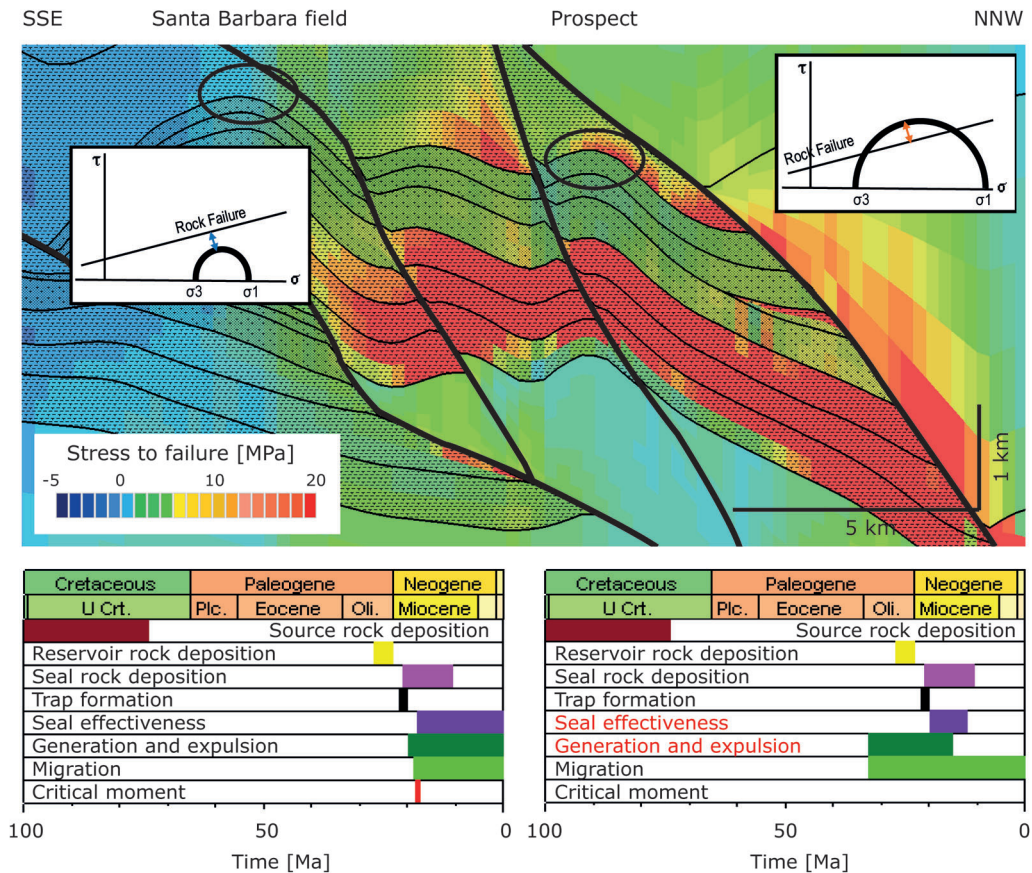 SSE Santa Barbara field Prospect NNW
τ
Rock Failure
σ3 σ1 σ
τ
Rock Failure
σ3 σ1 σ
Stress to failure [MPa]
-5 0 10 20
1 km
5 km
Cretaceous Paleogene Neogene
U Crt. Plc. Eocene Oli. Miocene
Source rock deposition
Reservoir rock deposition
Seal rock deposition
Trap formation
Seal effectiveness
Generation and expulsion
Migration
Critical moment
100 50 0
Time [Ma]
Cretaceous Paleogene Neogene
U Crt. Plc. Eocene Oli. Miocene
Source rock deposition
Reservoir rock deposition
Seal rock deposition
Trap formation
Seal effectiveness
Generation and expulsion
Migration
Critical moment
100 50 0
Time [Ma]